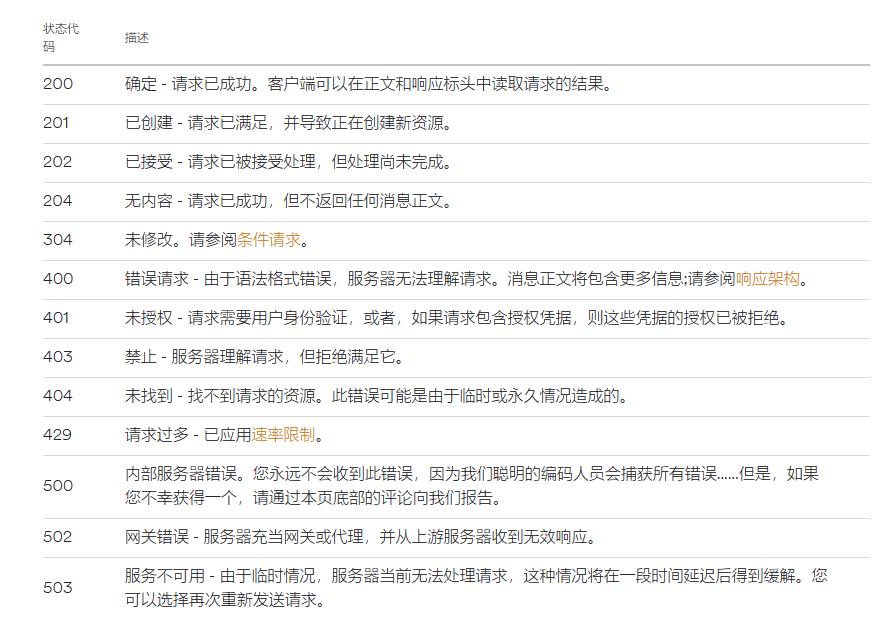 状态代
码
描述
200 确定 - 请求已成功。客户端可以在正文和响应标头中读取请求的结果。
201 已创建 - 请求已满足，并导致正在创建新资源。
202 已接受 - 请求已被接受处理，但处理尚未完成。
204 无内容 - 请求已成功，但不返回任何消息正文。
304 未修改。请参阅条件请求。
400 错误请求 - 由于语法格式错误，服务器无法理解请求。消息正文将包含更多信息;请参阅响应架构。
401 未授权 - 请求需要用户身份验证，或者，如果请求包含授权凭据，则这些凭据的授权已被拒绝。
403 禁止 - 服务器理解请求，但拒绝满足它。
404 未找到 - 找不到请求的资源。此错误可能是由于临时或永久情况造成的。
429 请求过多 - 已应用速率限制。
500 内部服务器错误。您永远不会收到此错误，因为我们聪明的编码人员会捕获所有错误......但是，如果
您不幸获得一个，请通过本页底部的评论向我们报告。
502 网关错误 - 服务器充当网关或代理，并从上游服务器收到无效响应。
503 服务不可用 - 由于临时情况，服务器当前无法处理请求，这种情况将在一段时间延迟后得到缓解。您
可以选择再次重新发送请求。